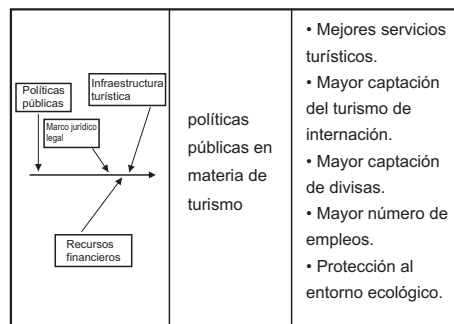 Políticas
públicas
Infraestructura
turística
Marco jurídico
legal
Recursos
financieros
políticas
públicas en
materia de
turismo
• Mejores servicios
turísticos.
• Mayor captación
del turismo de
internación.
• Mayor captación
de divisas.
• Mayor número de
empleos.
• Protección al
entorno ecológico.